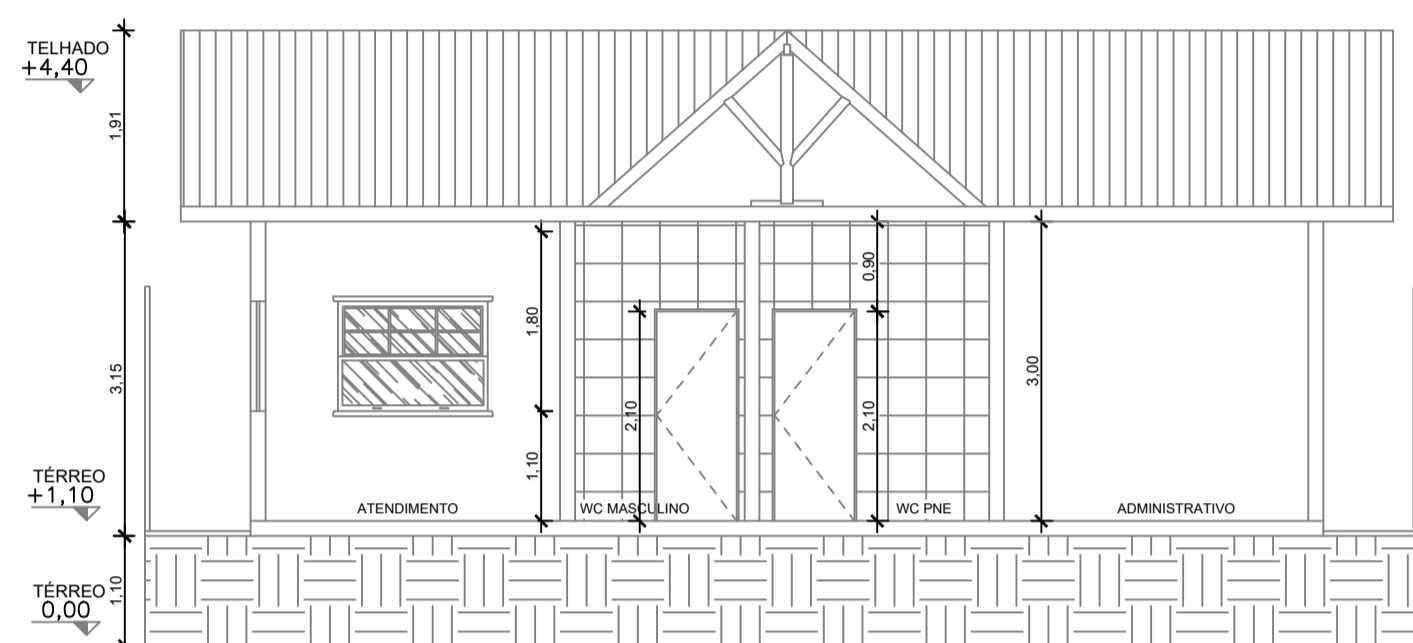 TELHADO
+4,40
1,91
3,15
0,90
1,80
3,00
2,10
2,10
1,10
TÉRREO
+1,10
ATENDIMENTO
WC MASCULINO
WC PNE
ADMINISTRATIVO
TÉRREO
0,00
1,10